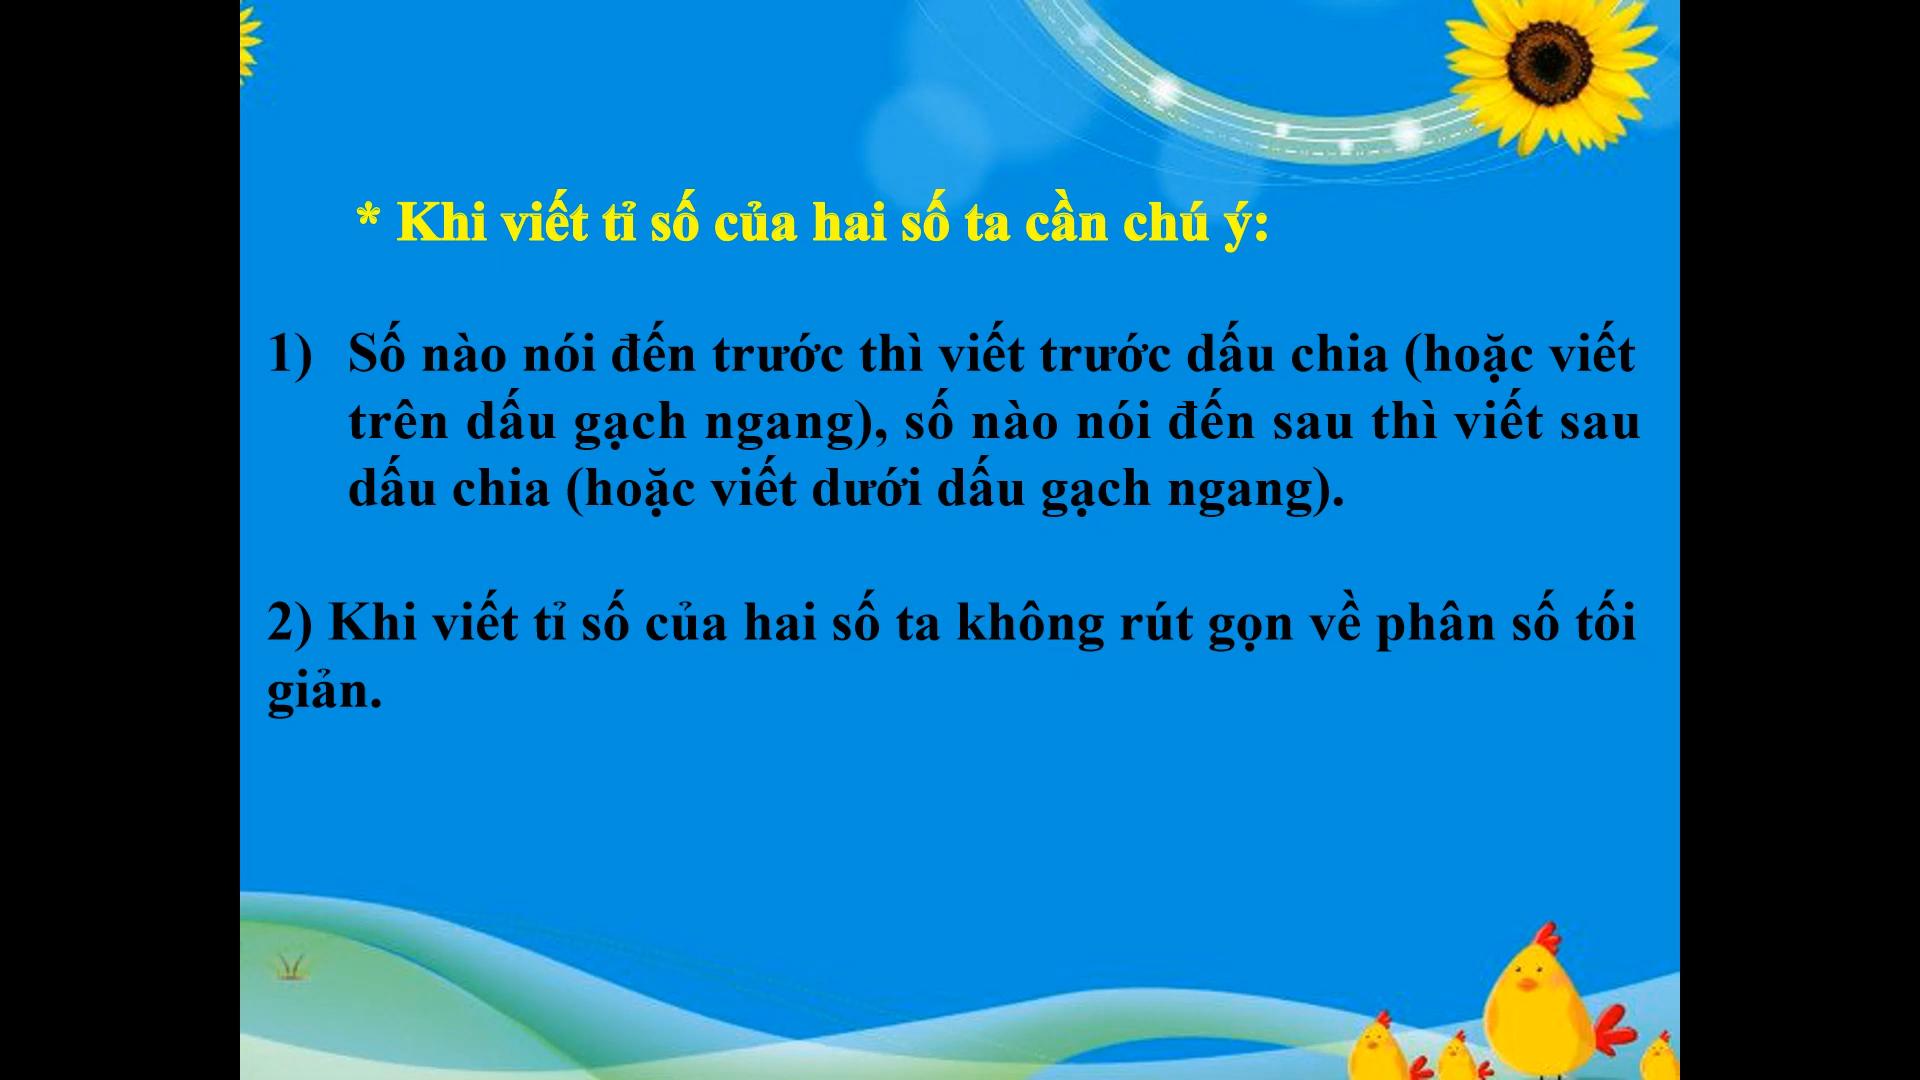 * Khi viết tỉ số của hai số ta cần chú ý:
1) Số nào nói đến trước thì viết trước dấu chia (hoặc viết
trên dấu gạch ngang), số nào nói đến sau thì viết sau
dấu chia (hoặc viết dưới dấu gạch ngang).
2) Khi viết tỉ số của hai số ta không rút gọn về phân số tối
giản.